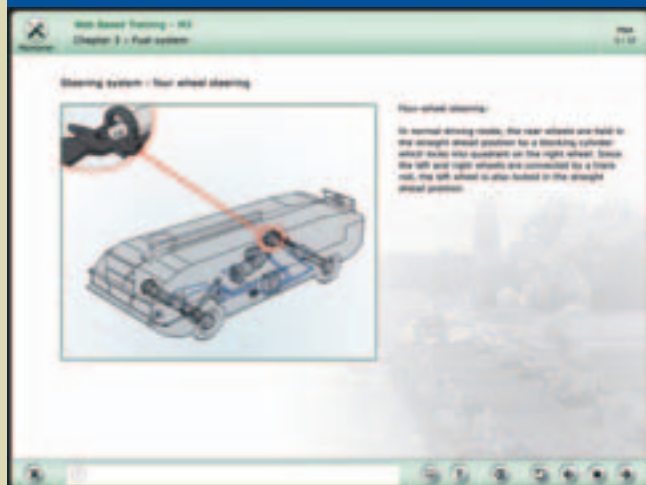 Web Based Training - M3
Chapter 3 - Fuel system
Steering system - four wheel steering
Four-wheel steering:
In normal driving mode, the rear wheels are held in
the straight ahead position by a blocking cylinder
which locks into quadrant on the right wheel. Since
the left and right wheels are connected by a track
rod, the left wheel is also locked in the straight
ahead position.